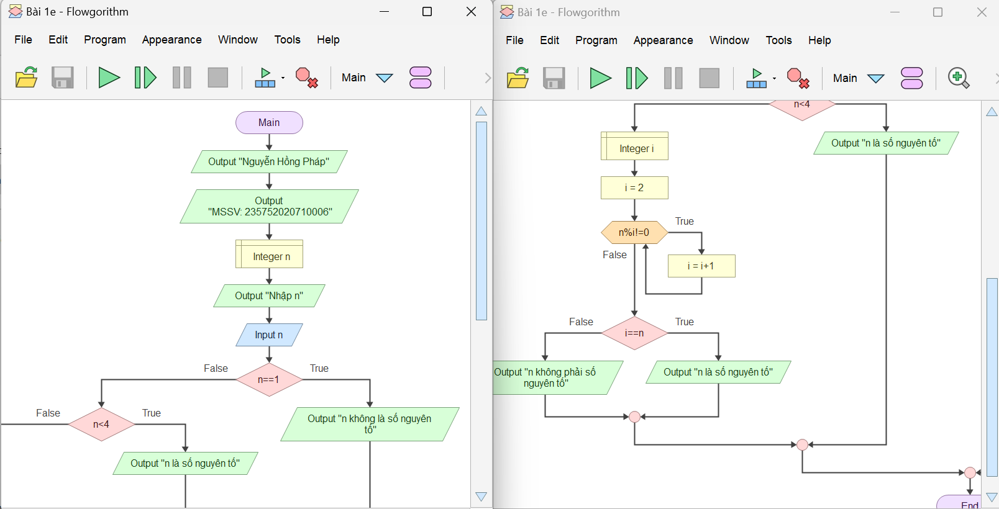 Bài 1e - Flowgorithm
File Edit Program Appearance Window Tools Help
Main
Main
Output "Nguyễn Hồng Pháp"
Output
"MSSV: 235752020710006"
Integer n
Output "Nhập n"
Input n
False
True
n==1
False
True
n<4
Output "n không là số nguyên
tố"
Output "n là số nguyên tố"
Bài 1e - Flowgorithm
File Edit Program Appearance Window Tools Help
Main
n<4
Output "n là số nguyên tố"
Integer i
i = 2
n%i!=0
True
False
i = i+1
False
True
i==n
Output "n không phải số
nguyên tố"
Output "n là số nguyên tố"
End